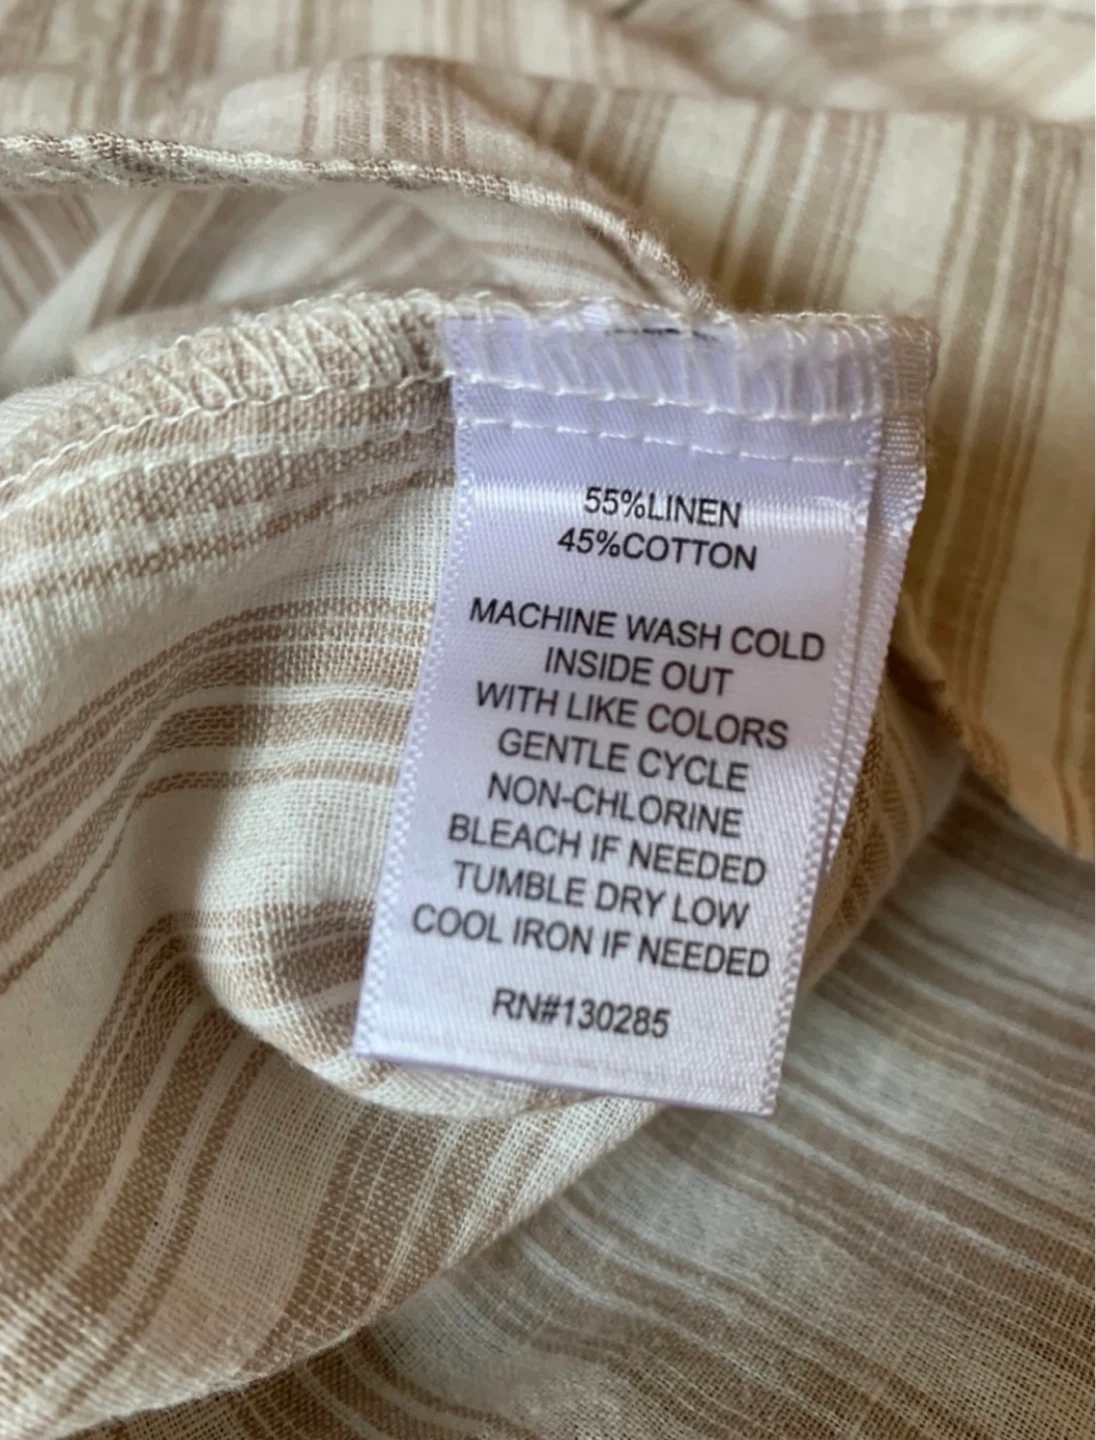 55%LINEN
45%COTTON
MACHINE WASH COLD
INSIDE OUT
WITH LIKE COLORS
GENTLE CYCLE
NON-CHLORINE
BLEACH IF NEEDED
TUMBLE DRY LOW
COOL IRON IF NEEDED
RN#130285